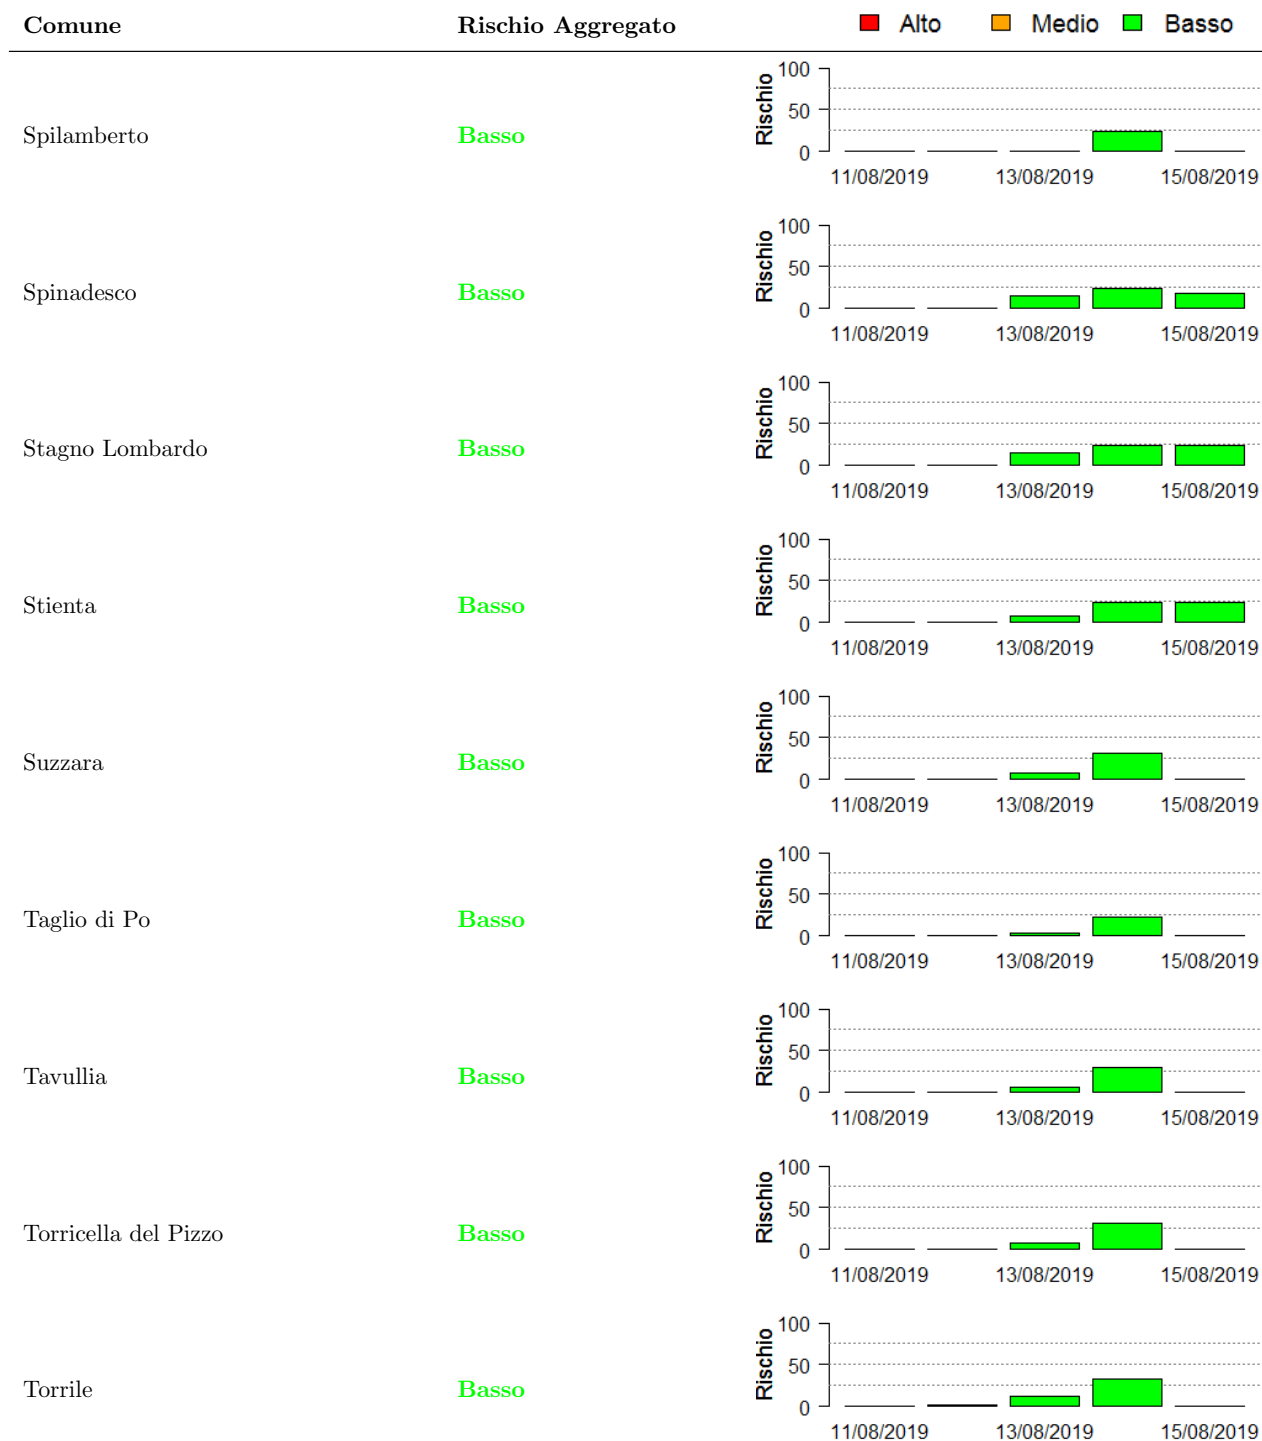 Comune Rischio Aggregato Alto Medio Basso
Spilamberto Basso Rischio 100 50 0
11/08/2019 13/08/2019 15/08/2019
Spinadesco Basso Rischio 100 50 0
11/08/2019 13/08/2019 15/08/2019
Stagno Lombardo Basso Rischio 100 50 0
11/08/2019 13/08/2019 15/08/2019
Stienta Basso Rischio 100 50 0
11/08/2019 13/08/2019 15/08/2019
Suzzara Basso Rischio 100 50 0
11/08/2019 13/08/2019 15/08/2019
Taglio di Po Basso Rischio 100 50 0
11/08/2019 13/08/2019 15/08/2019
Tavullia Basso Rischio 100 50 0
11/08/2019 13/08/2019 15/08/2019
Torricella del Pizzo Basso Rischio 100 50 0
11/08/2019 13/08/2019 15/08/2019
Torrile Basso Rischio 100 50 0
11/08/2019 13/08/2019 15/08/2019